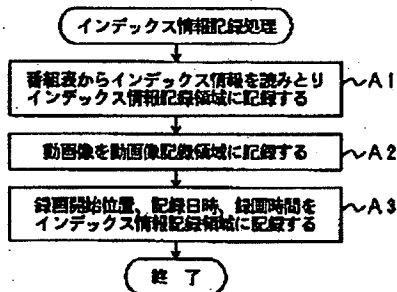 インデックス情報記録処理
番組表からインデックス情報を読みとり
インデックス情報記録領域に記録する
～A1
動画像を動画像記録領域に記録する
～A2
録画開始位置、記録日時、録画時間を
インデックス情報記録領域に記録する
～A3
終了